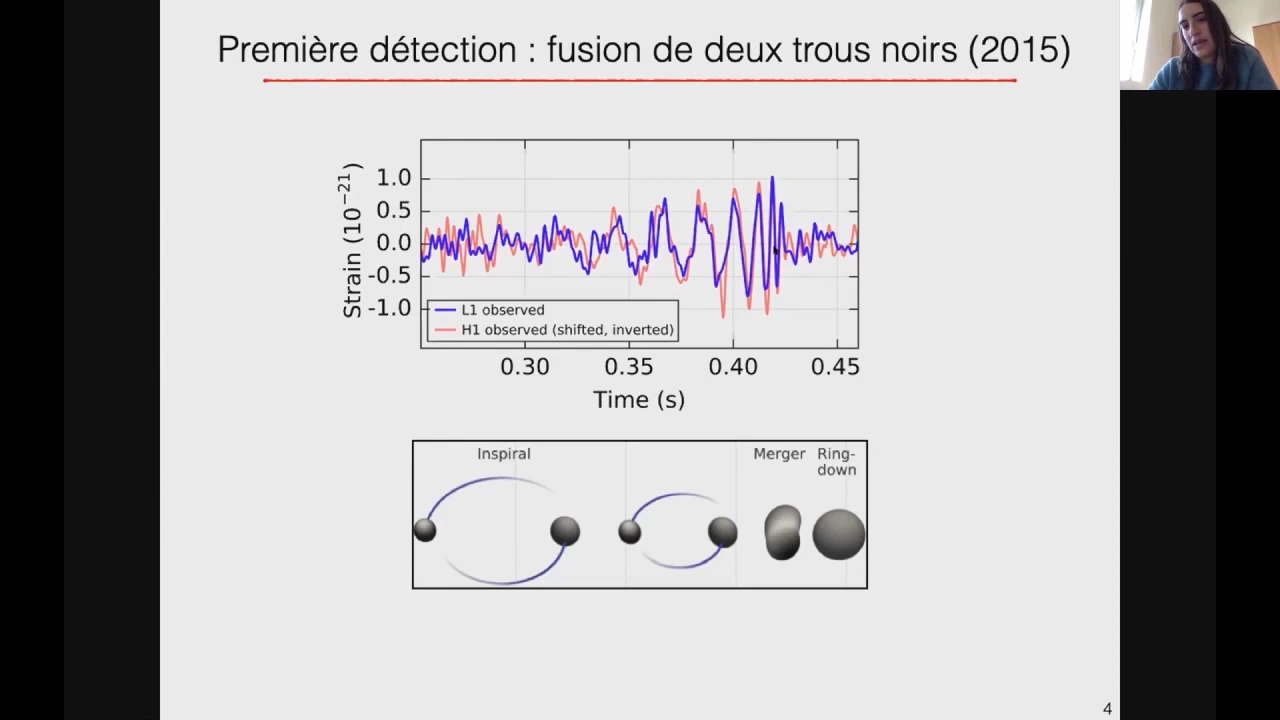 Première détection : fusion de deux trous noirs (2015)
Strain (10⁻²¹)
1.0
0.5
0.0
-0.5
-1.0
L1 observed
H1 observed (shifted, inverted)
0.30 0.35 0.40 0.45
Time (s)
Inspiral Merger Ring-
down
4